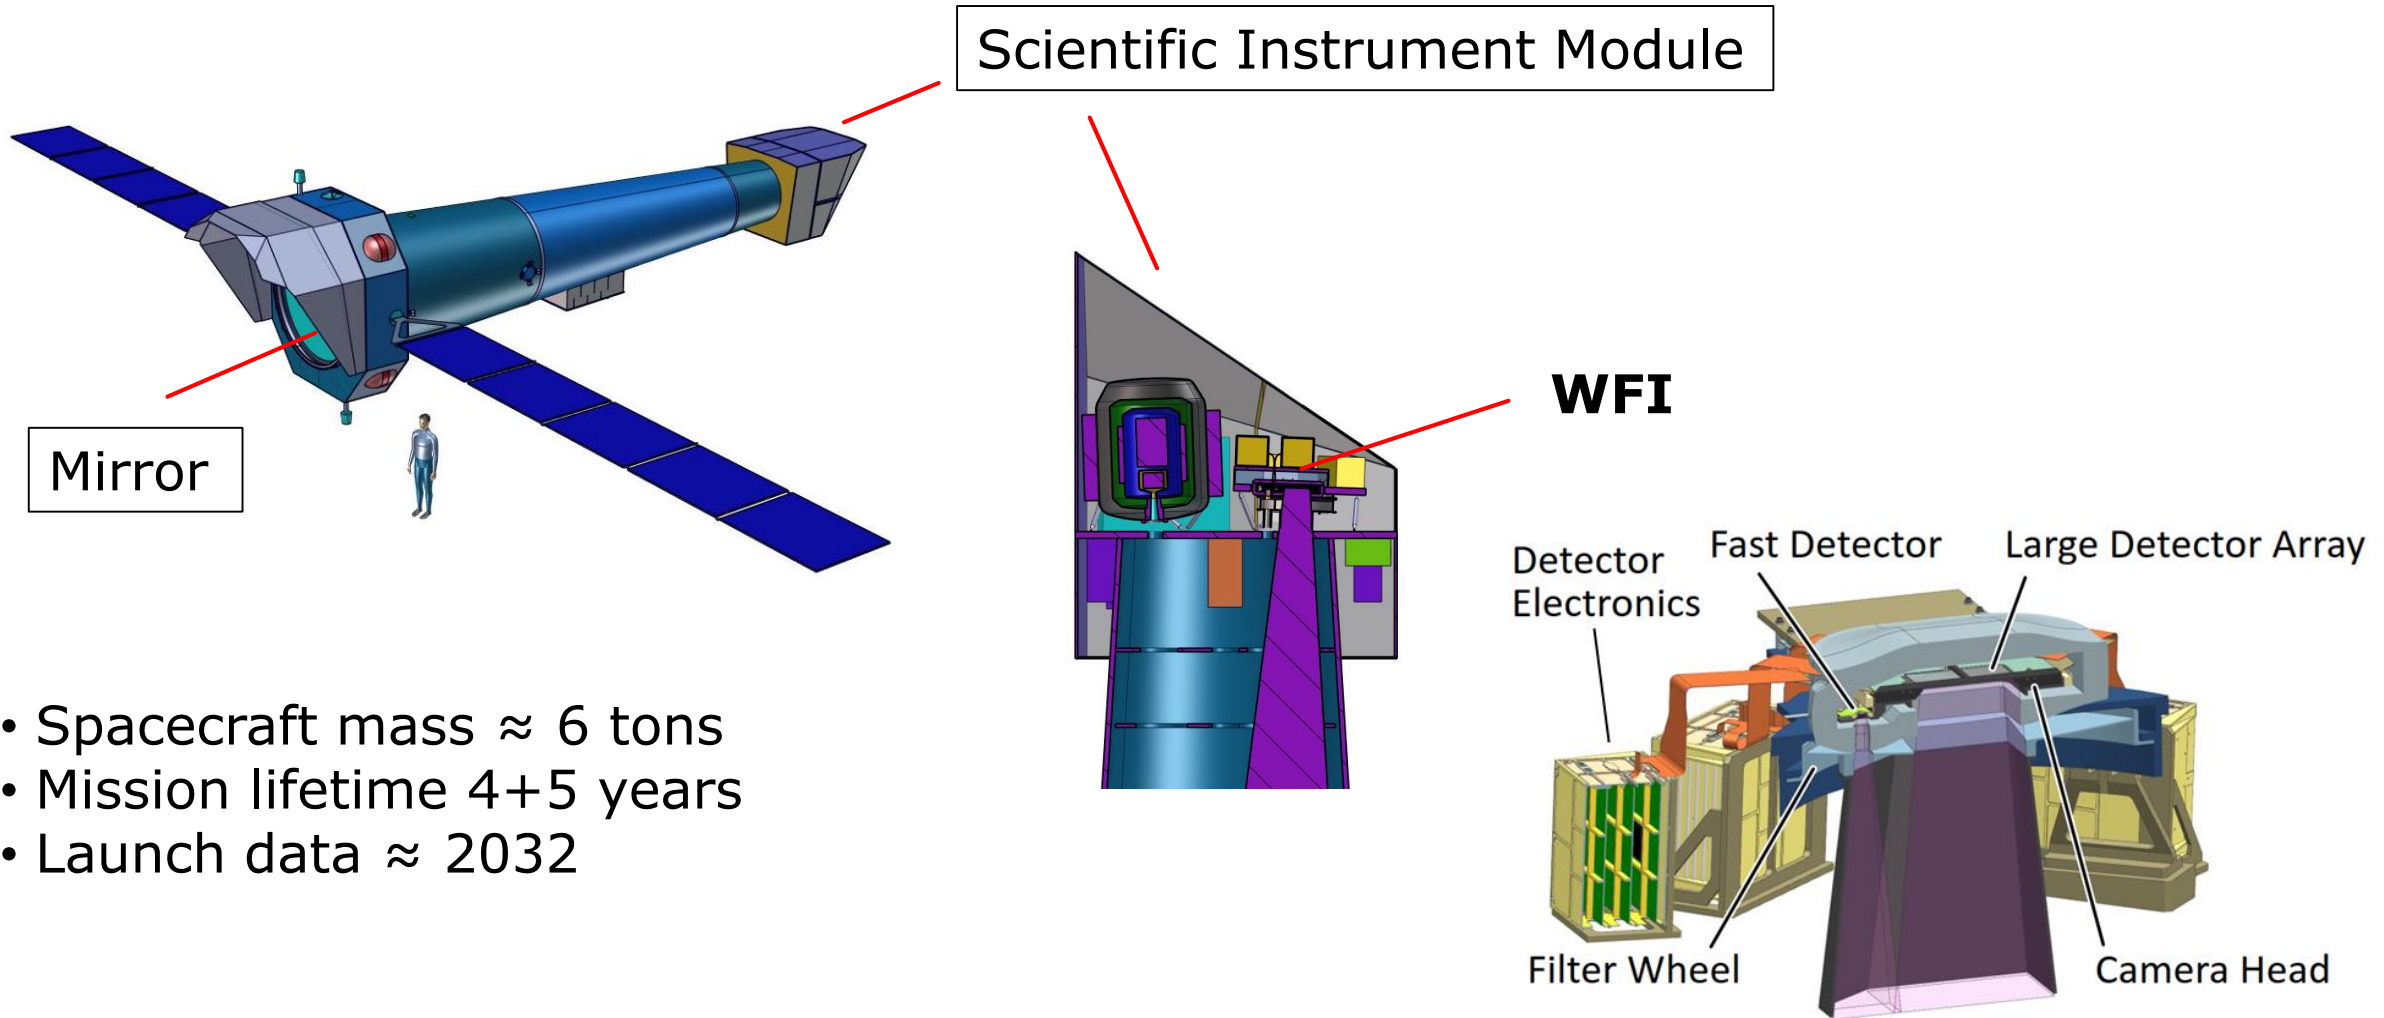 Scientific Instrument Module
Mirror
WFI
Detector
Electronics
Fast Detector
Large Detector Array
Filter Wheel
Camera Head
• Spacecraft mass ≈ 6 tons
• Mission lifetime 4+5 years
• Launch data ≈ 2032